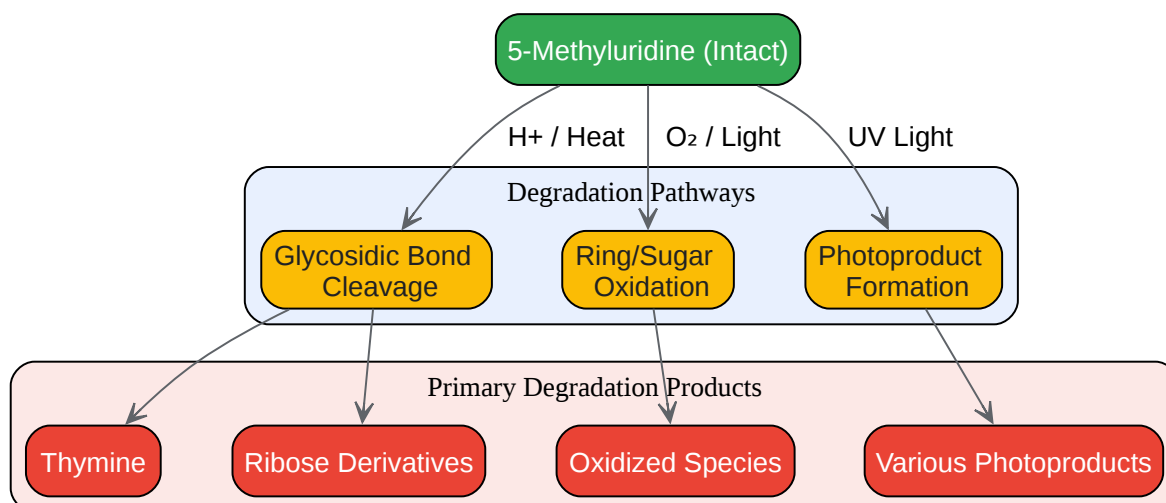 5-Methyluridine (Intact)
H+ / Heat
O₂ / Light
UV Light
Degradation Pathways
Glycosidic Bond
Cleavage
Ring/Sugar
Oxidation
Photoproduct
Formation
Primary Degradation Products
Thymine
Ribose Derivatives
Oxidized Species
Various Photoproducts